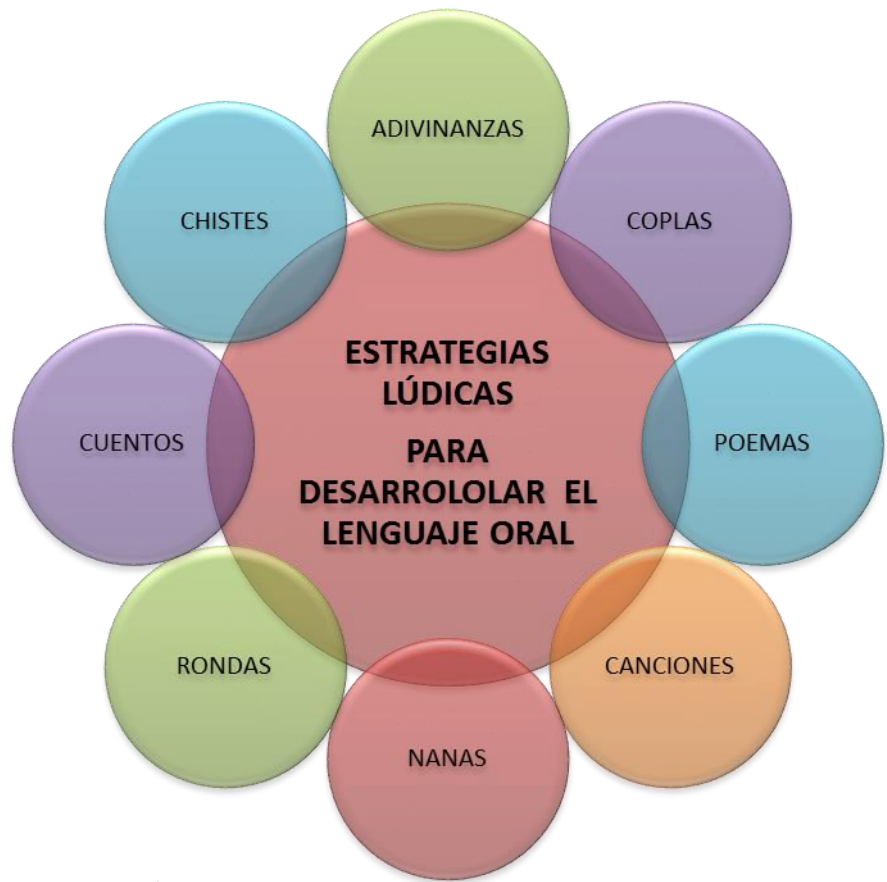 ADIVINANZAS
CHISTES
COPLAS
ESTRATEGIAS
LÚDICAS
PARA
DESARROLOLAR EL
LENGUAJE ORAL
CUENTOS
POEMAS
RONDAS
CANCIONES
NANAS